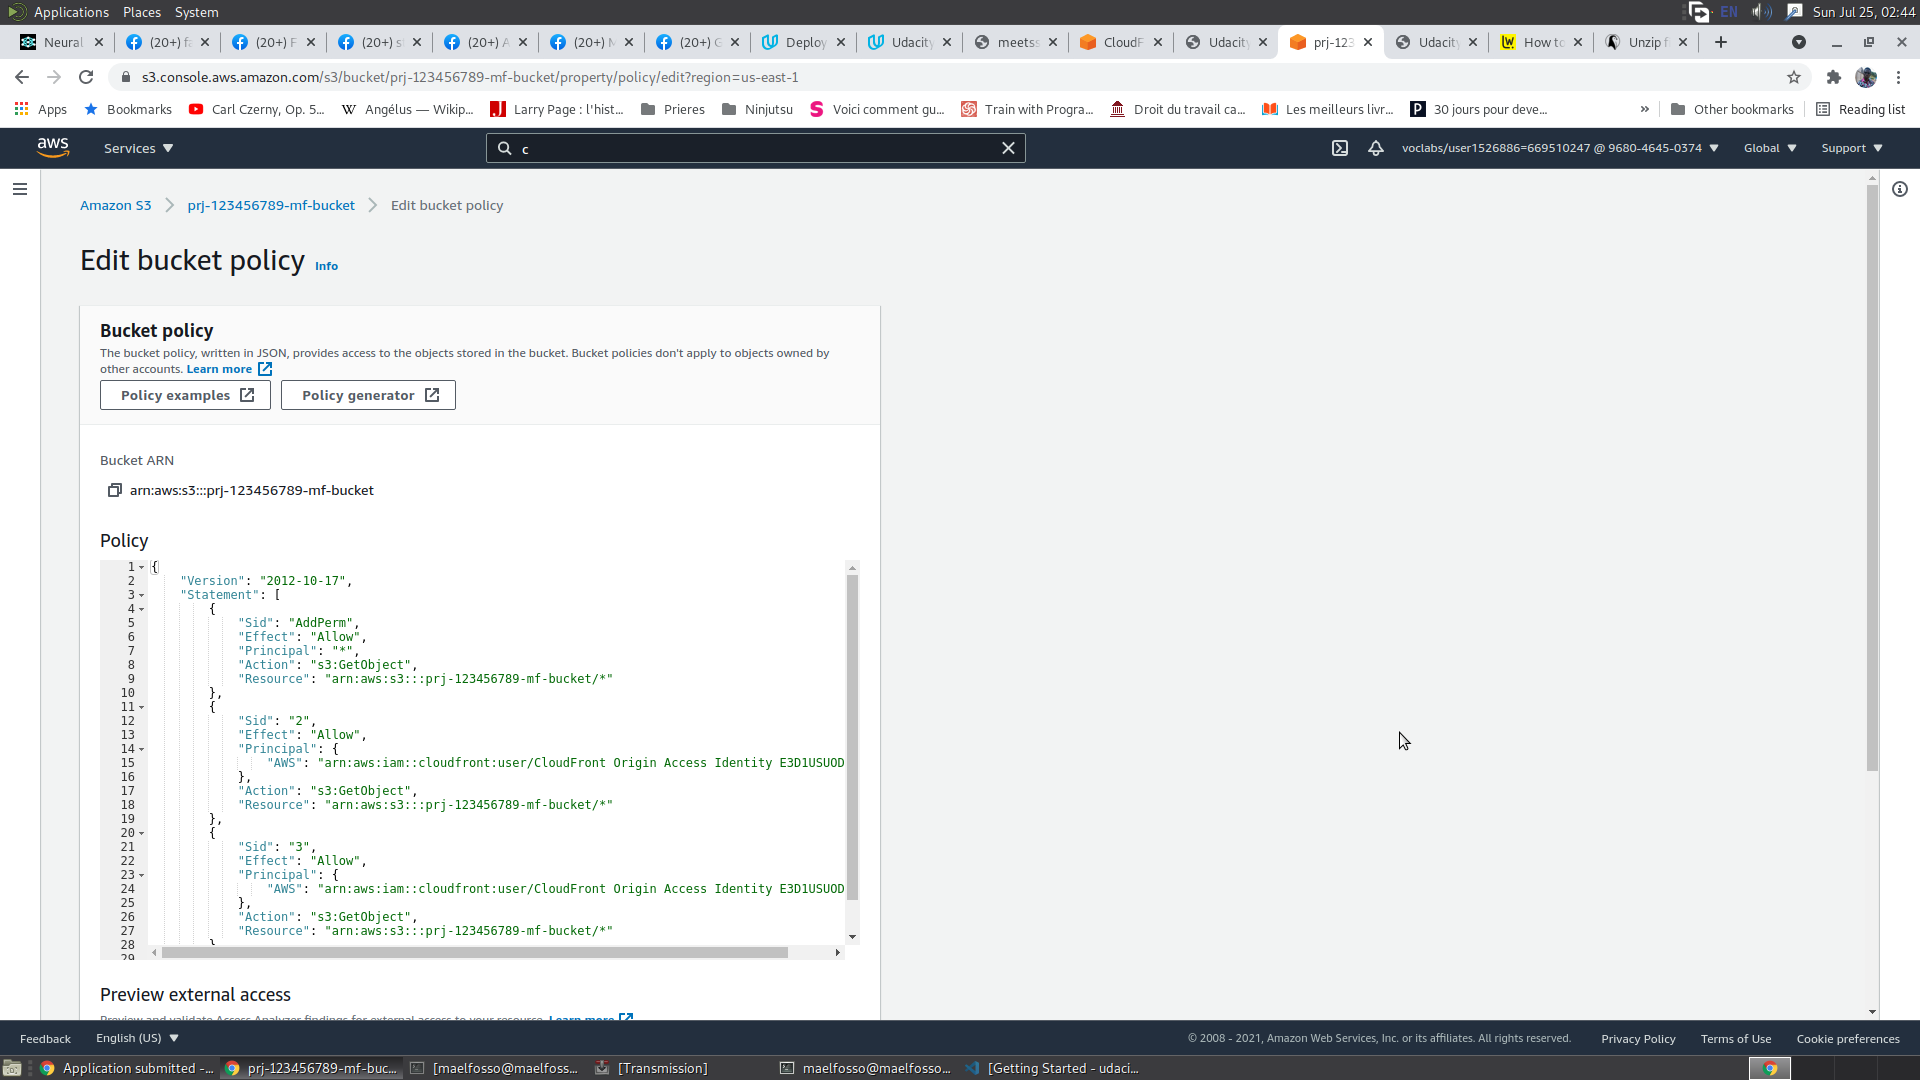 Applications Places System
EN Sun Jul 25, 02:44
Neural
(20+) fa
(20+) F
(20+) s
(20+) A
(20+) M
(20+) G
Deploy
Udacity
meetss
CloudF
Udacity
prj-123
Udacity
How to
Unzip f
s3.console.aws.amazon.com/s3/bucket/prj-123456789-mf-bucket/property/policy/edit?region=us-east-1
Apps
Bookmarks
Carl Czerny, Op. 5...
Angélus — Wikip...
Larry Page : l'hist...
Prieres
Ninjutsu
Voici comment gu...
Train with Progra...
Droit du travail ca...
Les meilleurs livr...
30 jours pour deve...
»
Other bookmarks
Reading list
aws
Services
c
voclabs/user1526886=669510247 @ 9680-4645-0374
Global
Support
Amazon S3 > prj-123456789-mf-bucket > Edit bucket policy
Edit bucket policy Info
Bucket policy
The bucket policy, written in JSON, provides access to the objects stored in the bucket. Bucket policies don't apply to objects owned by
other accounts. Learn more
Policy examples
Policy generator
Bucket ARN
arn:aws:s3:::prj-123456789-mf-bucket
Policy
1 {
2 "Version": "2012-10-17",
3 "Statement": [
4 {
5 "Sid": "AddPerm",
6 "Effect": "Allow",
7 "Principal": "*",
8 "Action": "s3:GetObject",
9 "Resource": "arn:aws:s3:::prj-123456789-mf-bucket/*"
10 },
11 {
12 "Sid": "2",
13 "Effect": "Allow",
14 "Principal": {
15 "AWS": "arn:aws:iam::cloudfront:user/CloudFront Origin Access Identity E3D1USUOD
16 },
17 "Action": "s3:GetObject",
18 "Resource": "arn:aws:s3:::prj-123456789-mf-bucket/*"
19 },
20 {
21 "Sid": "3",
22 "Effect": "Allow",
23 "Principal": {
24 "AWS": "arn:aws:iam::cloudfront:user/CloudFront Origin Access Identity E3D1USUOD
25 },
26 "Action": "s3:GetObject",
27 "Resource": "arn:aws:s3:::prj-123456789-mf-bucket/*"
28 }
29
Preview external access
Preview and validate Access Analyzer findings for external access to your resource. Learn more
Feedback
English (US)
© 2008 - 2021, Amazon Web Services, Inc. or its affiliates. All rights reserved.
Privacy Policy
Terms of Use
Cookie preferences
Application submitted -...
prj-123456789-mf-buc...
[maelfosso@maelfoss...
[Transmission]
maelfosso@maelfosso...
[Getting Started - udaci...